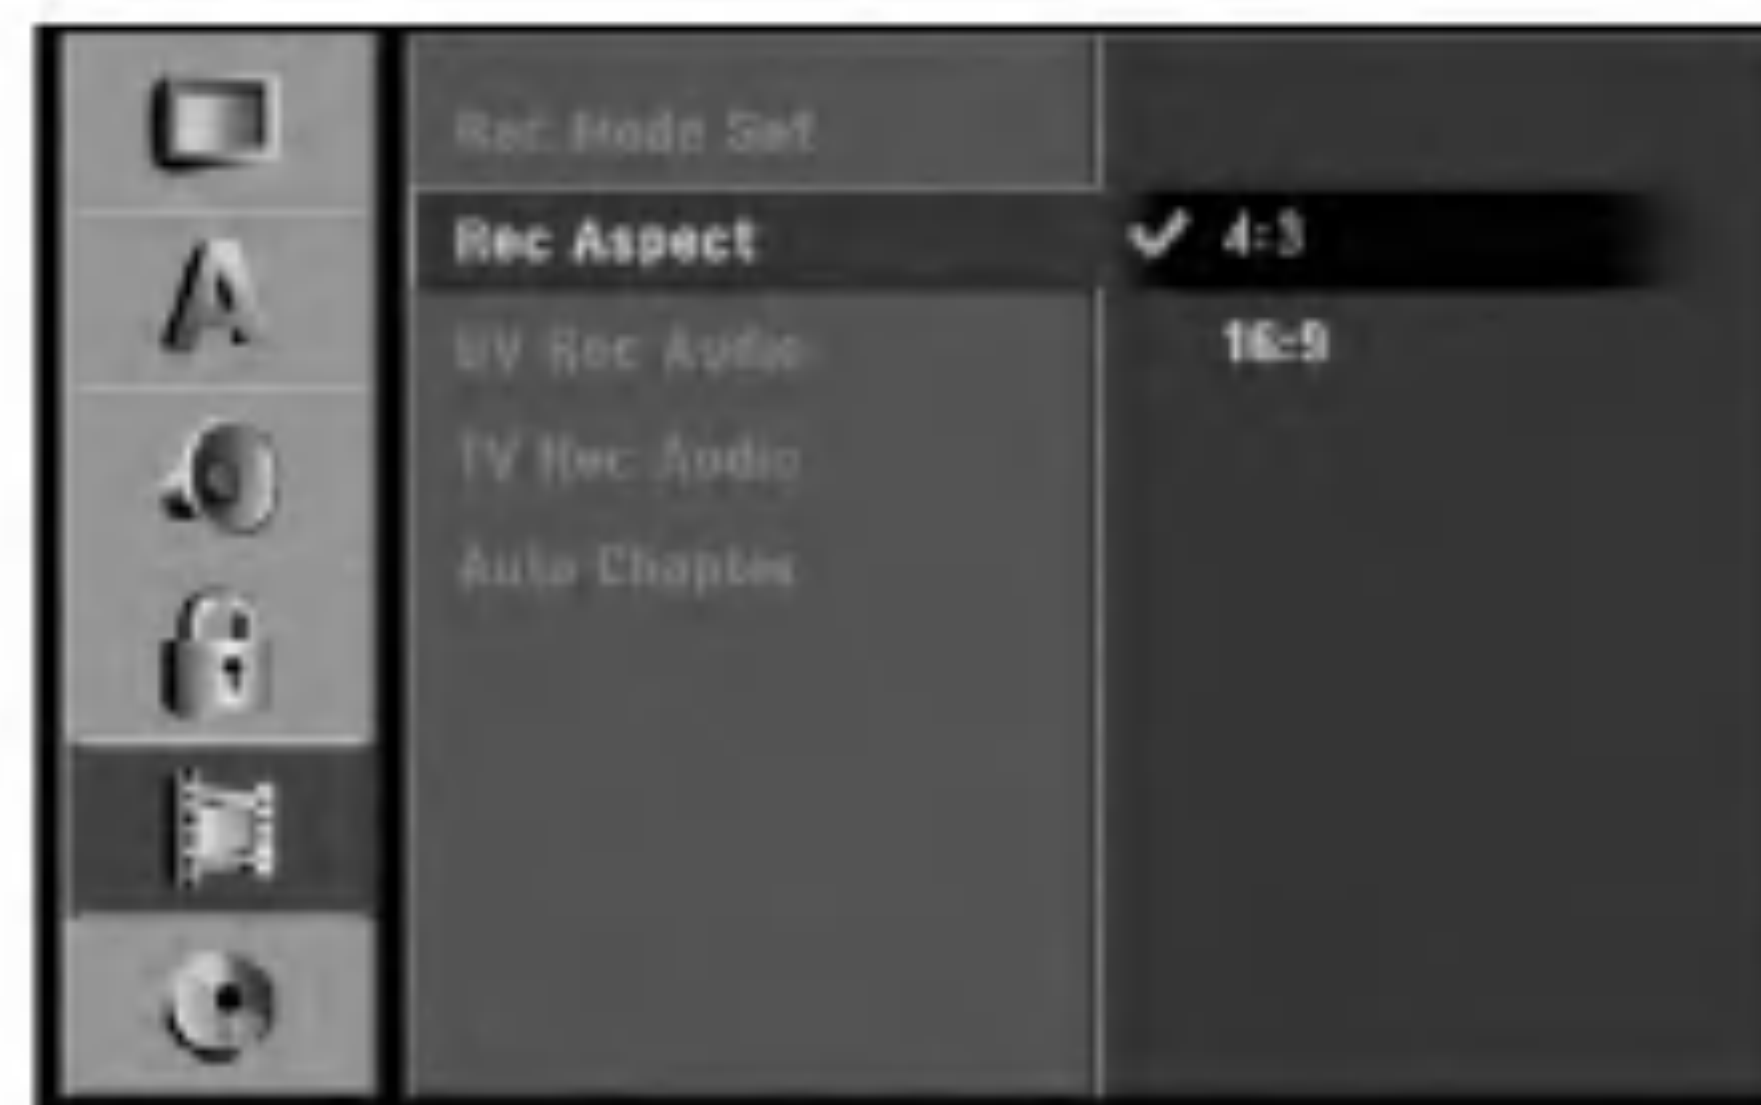 A
Rec Mode Set
Rec Aspect
4:3
16:9
DV Rec Audio
TV Rec Audio
Auto Chapter